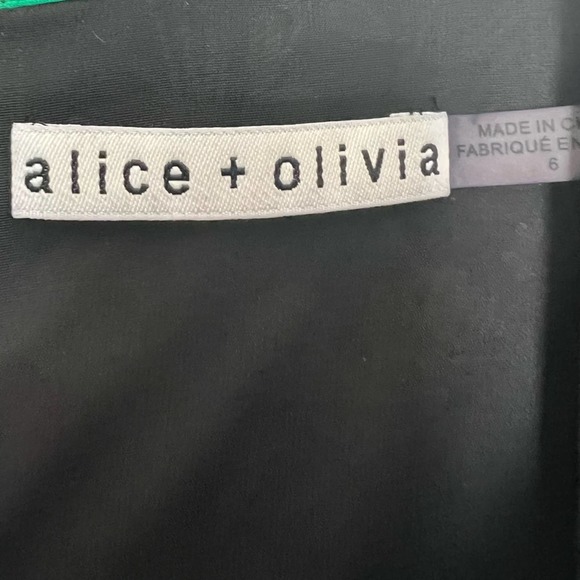 alice + olivia
MADE IN
FABRIQUÉ EN
6